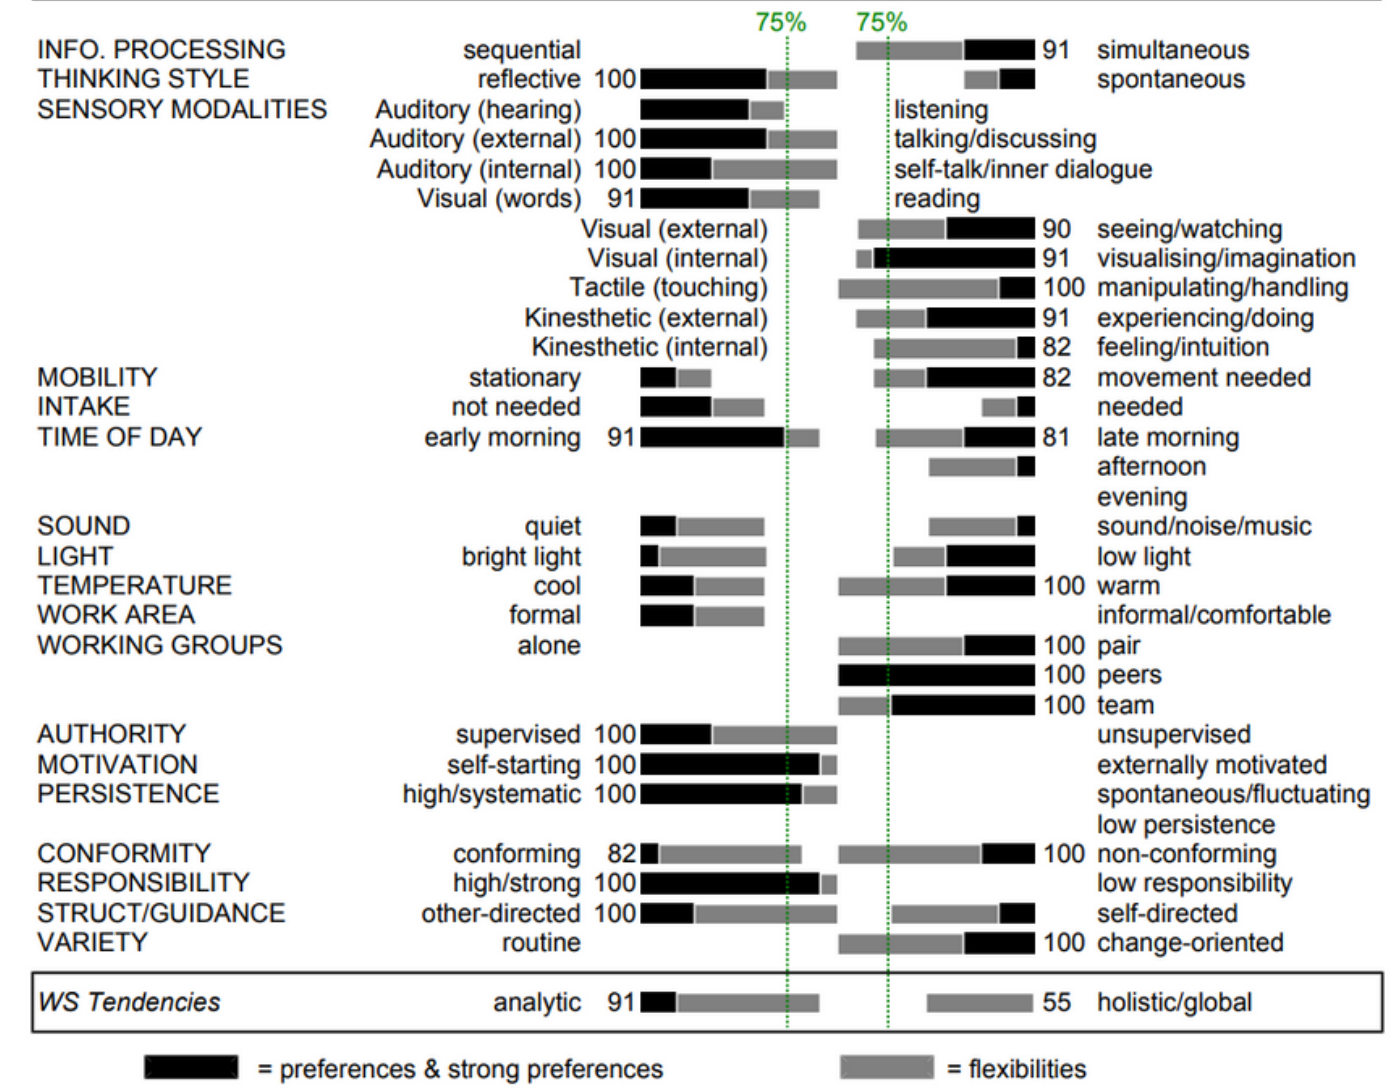 75% 75%
INFO. PROCESSING sequential 91 simultaneous
THINKING STYLE reflective 100 spontaneous
SENSORY MODALITIES Auditory (hearing) listening
Auditory (external) 100 talking/discussing
Auditory (internal) 100 self-talk/inner dialogue
Visual (words) 91 reading
Visual (external) 90 seeing/watching
Visual (internal) 91 visualising/imagination
Tactile (touching) 100 manipulating/handling
Kinesthetic (external) 91 experiencing/doing
Kinesthetic (internal) 82 feeling/intuition
MOBILITY stationary 82 movement needed
INTAKE not needed needed
TIME OF DAY early morning 91 81 late morning
afternoon
evening
SOUND quiet sound/noise/music
LIGHT bright light low light
TEMPERATURE cool 100 warm
WORK AREA formal informal/comfortable
WORKING GROUPS alone 100 pair
100 peers
100 team
AUTHORITY supervised 100 unsupervised
MOTIVATION self-starting 100 externally motivated
PERSISTENCE high/systematic 100 spontaneous/fluctuating
low persistence
CONFORMITY conforming 82 100 non-conforming
RESPONSIBILITY high/strong 100 low responsibility
STRUCT/GUIDANCE other-directed 100 self-directed
VARIETY routine 100 change-oriented
WS Tendencies analytic 91 55 holistic/global
= preferences & strong preferences = flexibilities